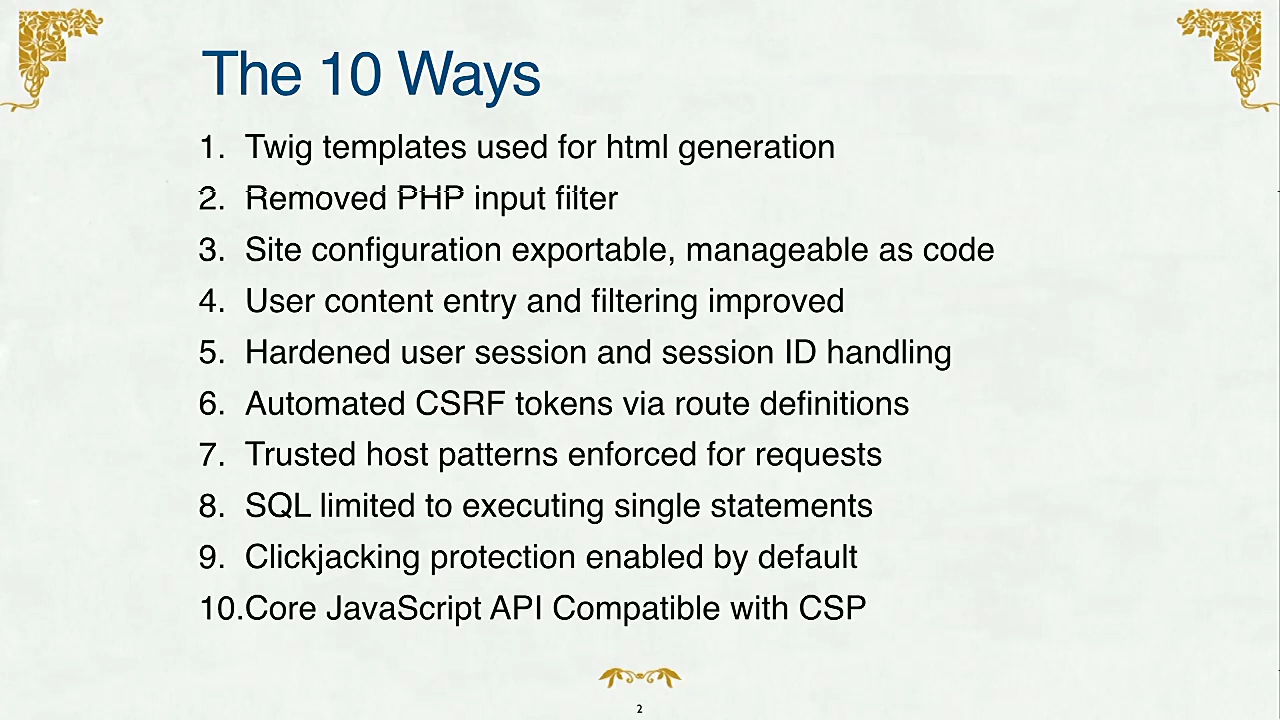 The 10 Ways
1. Twig templates used for html generation
2. Removed PHP input filter
3. Site configuration exportable, manageable as code
4. User content entry and filtering improved
5. Hardened user session and session ID handling
6. Automated CSRF tokens via route definitions
7. Trusted host patterns enforced for requests
8. SQL limited to executing single statements
9. Clickjacking protection enabled by default
10.Core JavaScript API Compatible with CSP
2